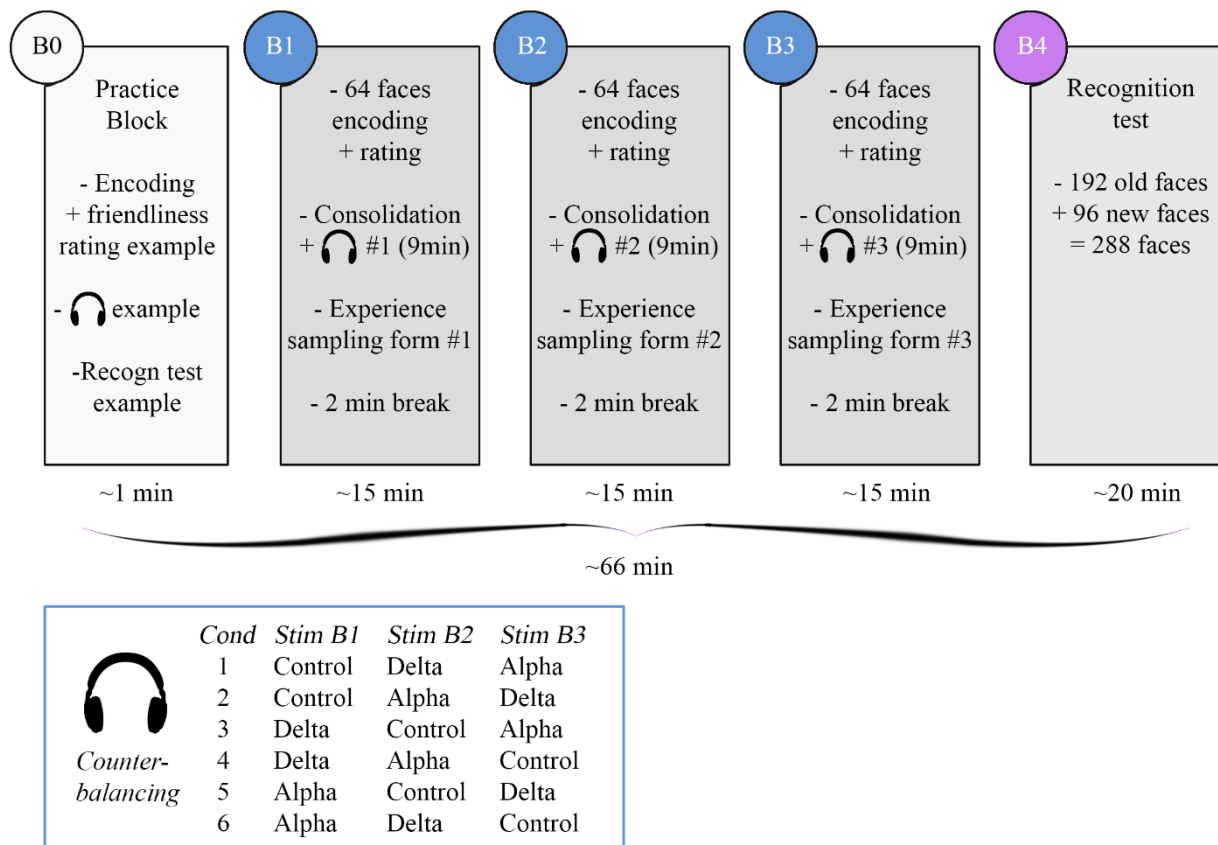 B0
Practice
Block
- Encoding
+ friendliness
rating example
- example
-Recogn test
example
~1 min
B1
- 64 faces
encoding
+ rating
- Consolidation
+ #1 (9min)
- Experience
sampling form #1
- 2 min break
~15 min
B2
- 64 faces
encoding
+ rating
- Consolidation
+ #2 (9min)
- Experience
sampling form #2
- 2 min break
~15 min
B3
- 64 faces
encoding
+ rating
- Consolidation
+ #3 (9min)
- Experience
sampling form #3
- 2 min break
~15 min
B4
Recognition
test
- 192 old faces
+ 96 new faces
= 288 faces
~20 min
~66 min
Counter-
balancing
Cond Stim B1 Stim B2 Stim B3
1 Control Delta Alpha
2 Control Alpha Delta
3 Delta Control Alpha
4 Delta Alpha Control
5 Alpha Control Delta
6 Alpha Delta Control